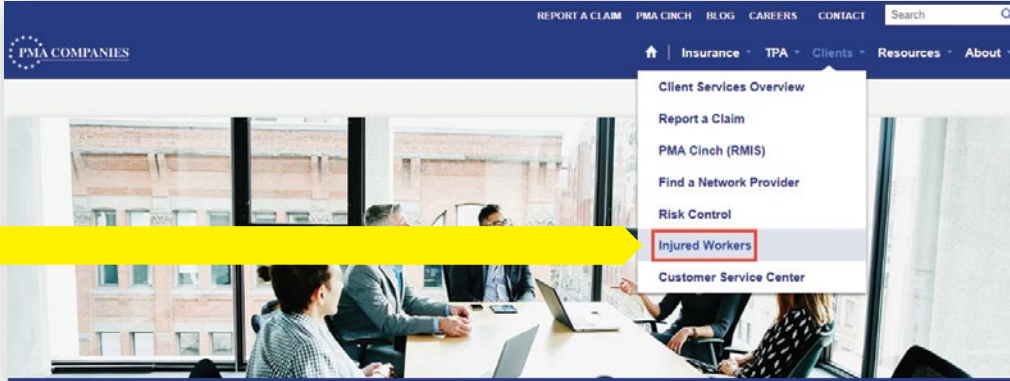 REPORT A CLAIM PMA CINCH BLOG CAREERS CONTACT Search
PMA COMPANIES
Insurance TPA Clients Resources About
Client Services Overview
Report a Claim
PMA Cinch (RMIS)
Find a Network Provider
Risk Control
Injured Workers
Customer Service Center